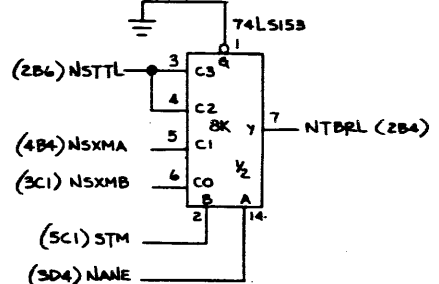 74LS153
1
G
(2B6) NSTTL
3
C3
4
C2
8K
Y
7
NTBRL (2B4)
(4B4) NSXMA
5
C1
1/2
(3C1) NSXMB
6
C0
B
A
2
14
(5C1) STM
(3D4) NANE